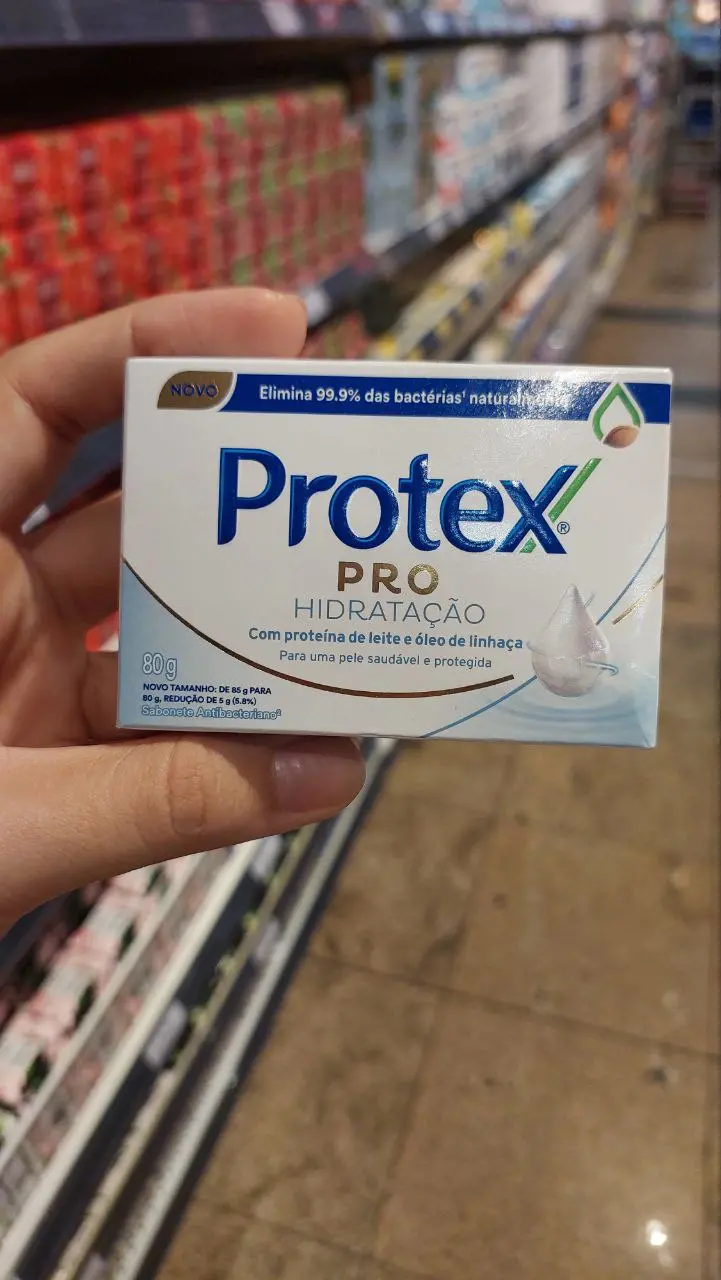 NOVO
Elimina 99.9% das bactérias¹ naturalmente
Protex®
PRO
HIDRATAÇÃO
Com proteína de leite e óleo de linhaça
Para uma pele saudável e protegida
80 g
NOVO TAMANHO: DE 85 g PARA
80 g, REDUÇÃO DE 5 g (5.8%)
Sabonete Antibacteriano²